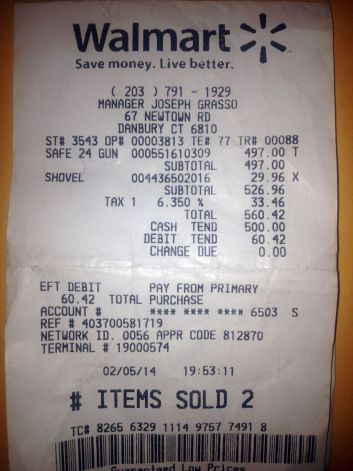 Walmart
Save money. Live better.
( 203 ) 791 - 1929
MANAGER JOSEPH GRASSO
67 NEWTOWN RD
DANBURY CT 6810
ST# 3543 OP# 00003813 TE# 77 TR# 00088
SAFE 24 GUN 000551610309 497.00 T
SUBTOTAL 497.00
SHOVEL 004436502016 29.96 X
SUBTOTAL 526.96
TAX 1 6.350 % 33.46
TOTAL 560.42
CASH TEND 500.00
DEBIT TEND 60.42
CHANGE DUE 0.00
EFT DEBIT PAY FROM PRIMARY
60.42 TOTAL PURCHASE
ACCOUNT # **** **** **** 6503 S
REF # 403700581719
NETWORK ID. 0056 APPR CODE 812870
TERMINAL # 19000574
02/05/14 19:53:11
# ITEMS SOLD 2
TC# 8265 6329 1114 9757 7491 8
Guaranteed Low Prices